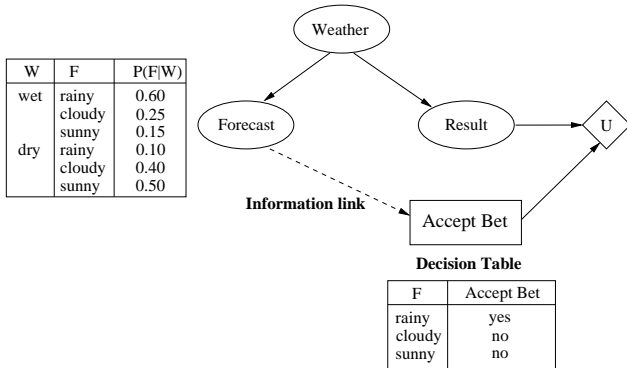 Weather
W F P(F|W)
wet rainy 0.60
cloudy 0.25
sunny 0.15
dry rainy 0.10
cloudy 0.40
sunny 0.50
Forecast
Result
U
Information link
Accept Bet
Decision Table
F Accept Bet
rainy yes
cloudy no
sunny no